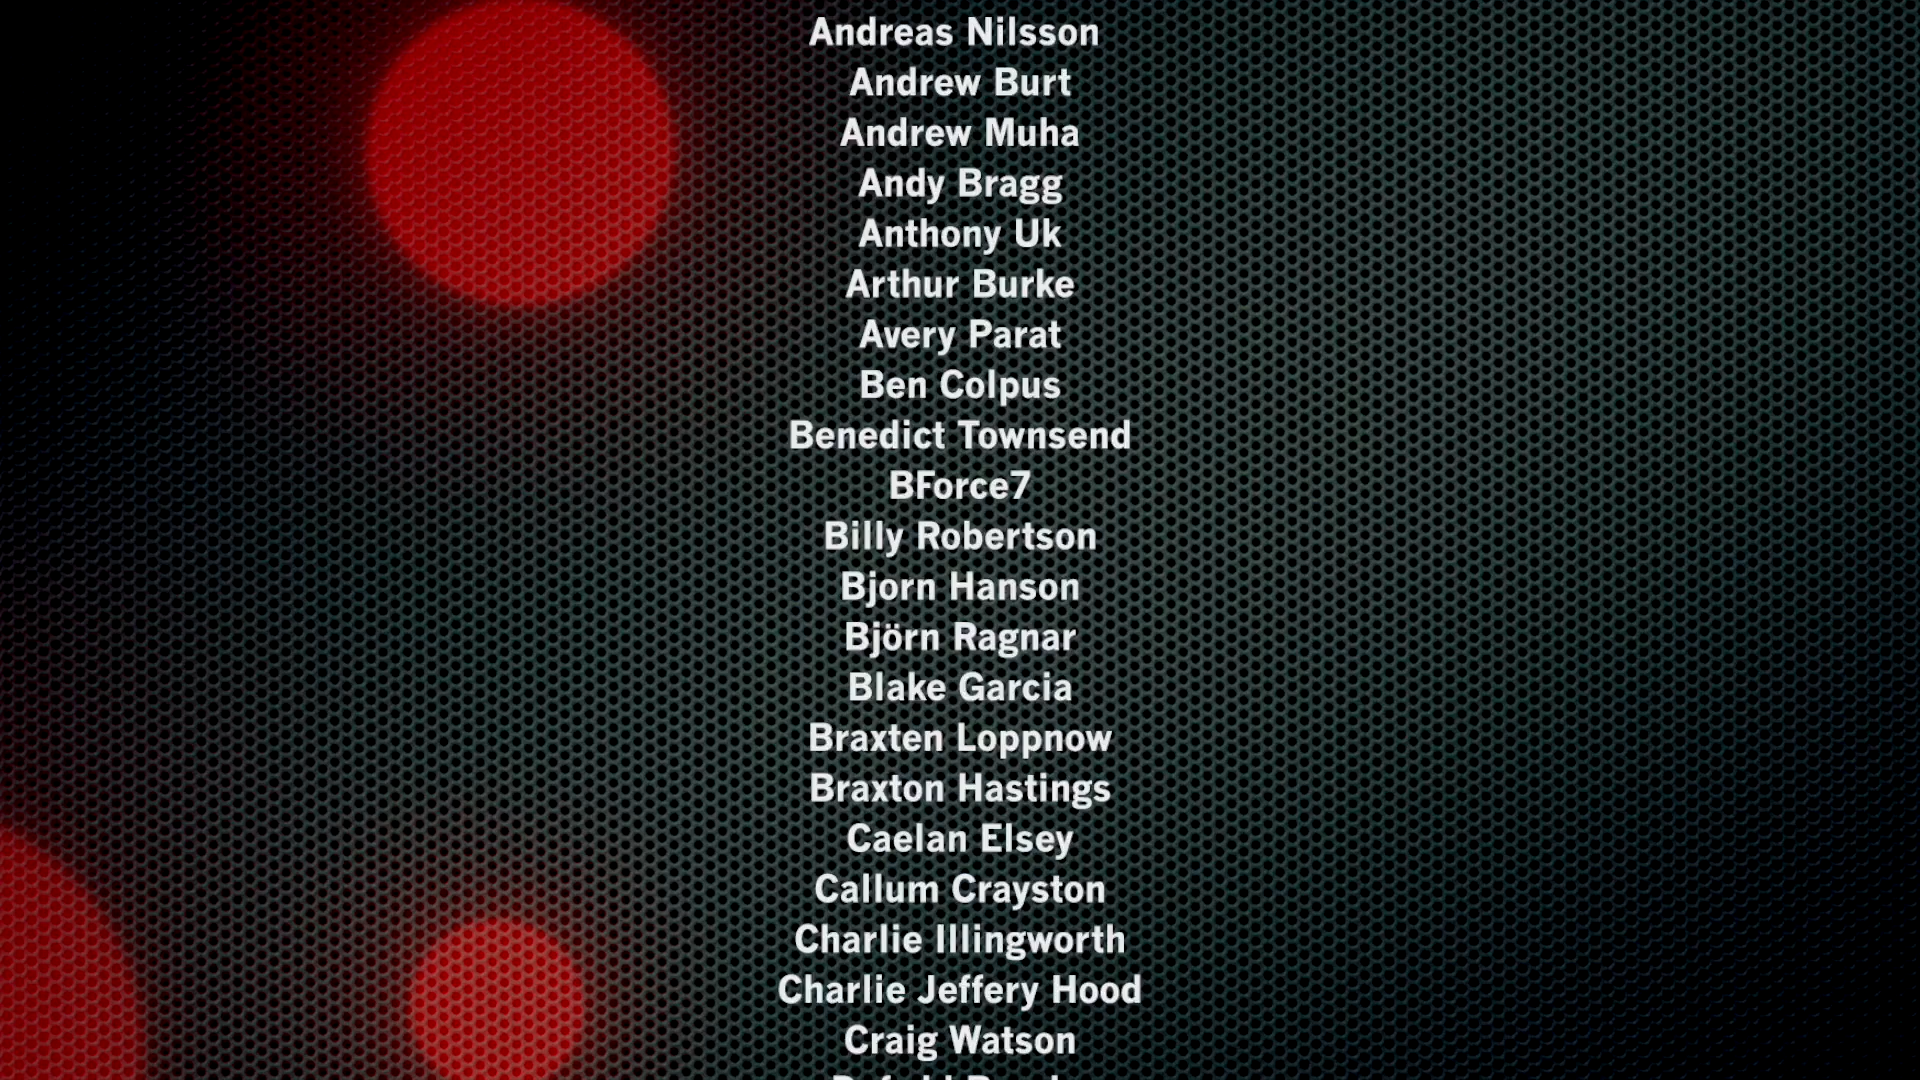 Andreas Nilsson
Andrew Burt
Andrew Muha
Andy Bragg
Anthony Uk
Arthur Burke
Avery Parat
Ben Colpus
Benedict Townsend
BForce7
Billy Robertson
Bjorn Hanson
Björn Ragnar
Blake Garcia
Braxten Loppnow
Braxton Hastings
Caelan Elsey
Callum Crayston
Charlie Illingworth
Charlie Jeffery Hood
Craig Watson